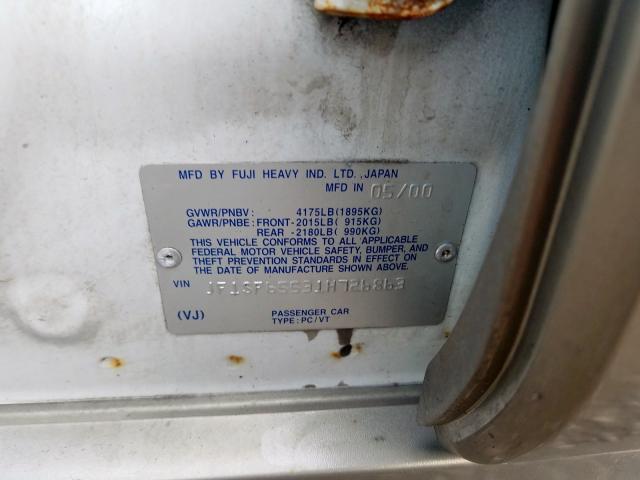 MFD BY FUJI HEAVY IND. LTD.,JAPAN
MFD IN 05/00
GVWR/PNBV: 4175LB(1895KG)
GAWR/PNBE: FRONT-2015LB( 915KG)
REAR -2180LB( 990KG)
THIS VEHICLE CONFORMS TO ALL APPLICABLE
FEDERAL MOTOR VEHICLE SAFETY, BUMPER, AND
THEFT PREVENTION STANDARDS IN EFFECT ON
THE DATE OF MANUFACTURE SHOWN ABOVE.
VIN JF1SF65531H726863
(VJ) PASSENGER CAR
TYPE: PC/VT